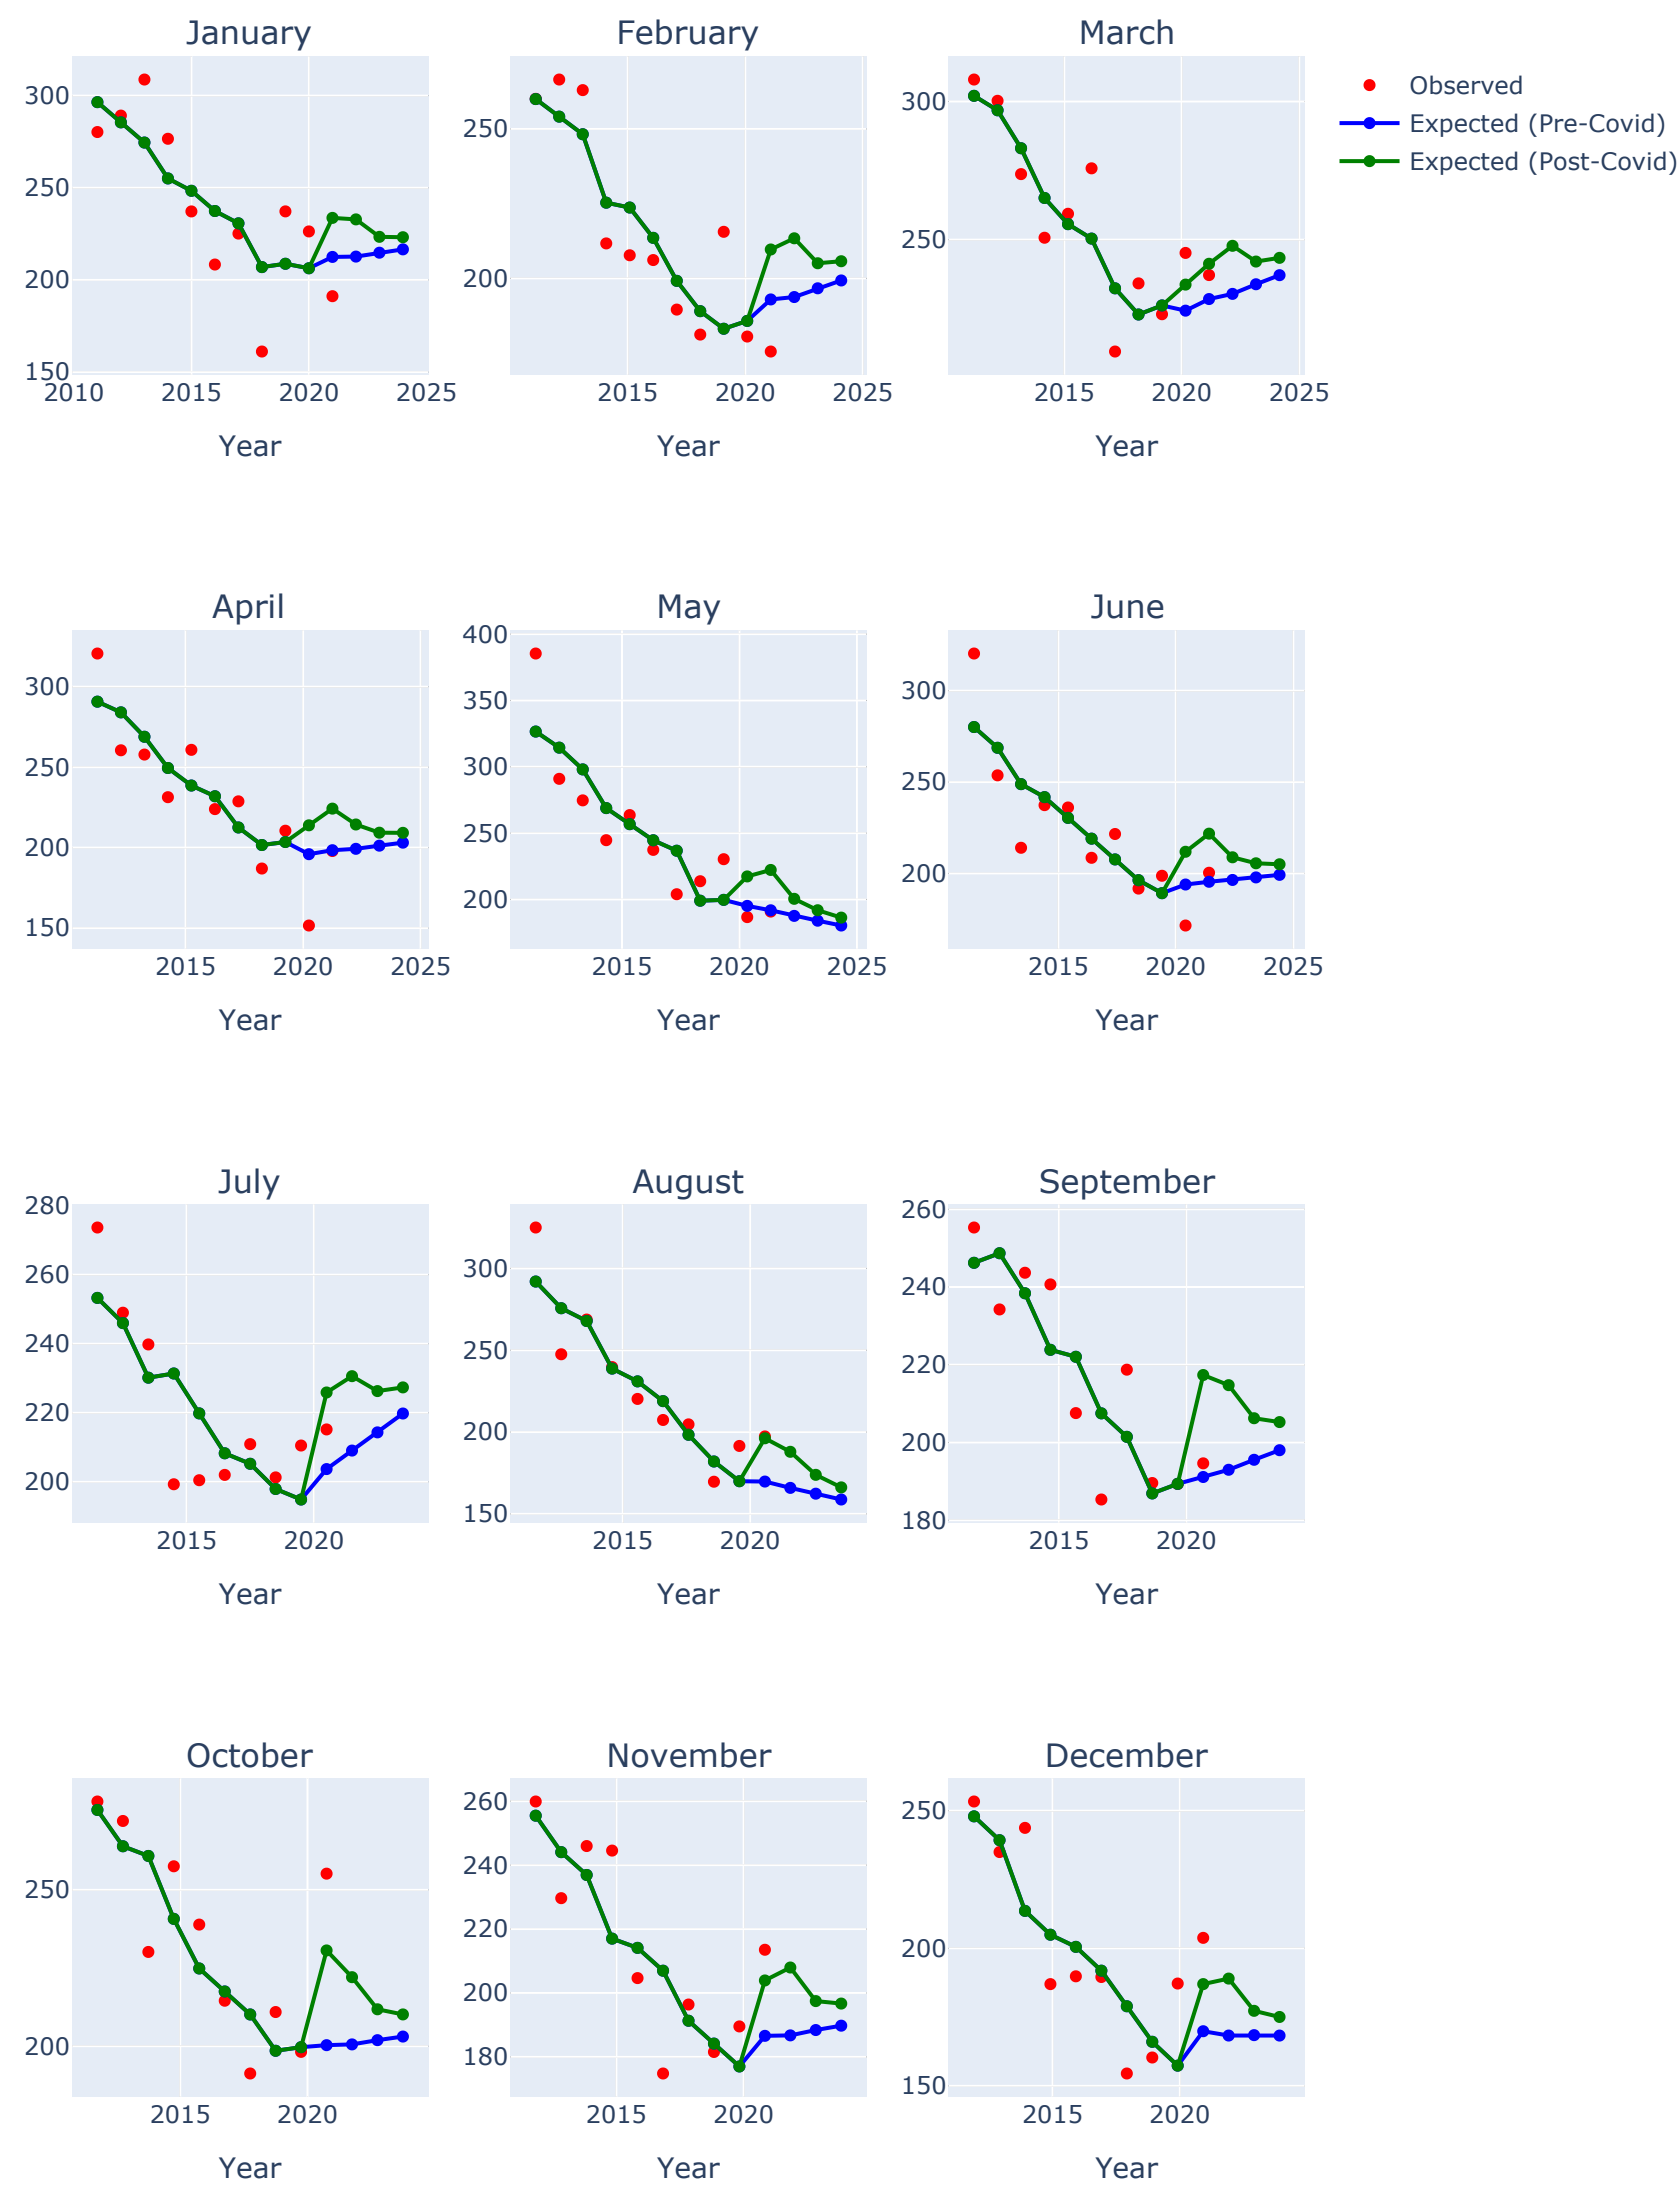 January
February
March
Observed
Expected (Pre-Covid)
Expected (Post-Covid)
300
250
200
150
2010
2015
2020
2025
Year
250
200
2015
2020
2025
Year
300
250
2015
2020
2025
Year
April
May
June
300
250
200
150
2015
2020
2025
Year
400
350
300
250
200
2015
2020
2025
Year
300
250
200
2015
2020
2025
Year
July
August
September
280
260
240
220
200
2015
2020
Year
300
250
200
150
2015
2020
Year
260
240
220
200
180
2015
2020
Year
October
November
December
250
200
2015
2020
Year
260
240
220
200
180
2015
2020
Year
250
200
150
2015
2020
Year